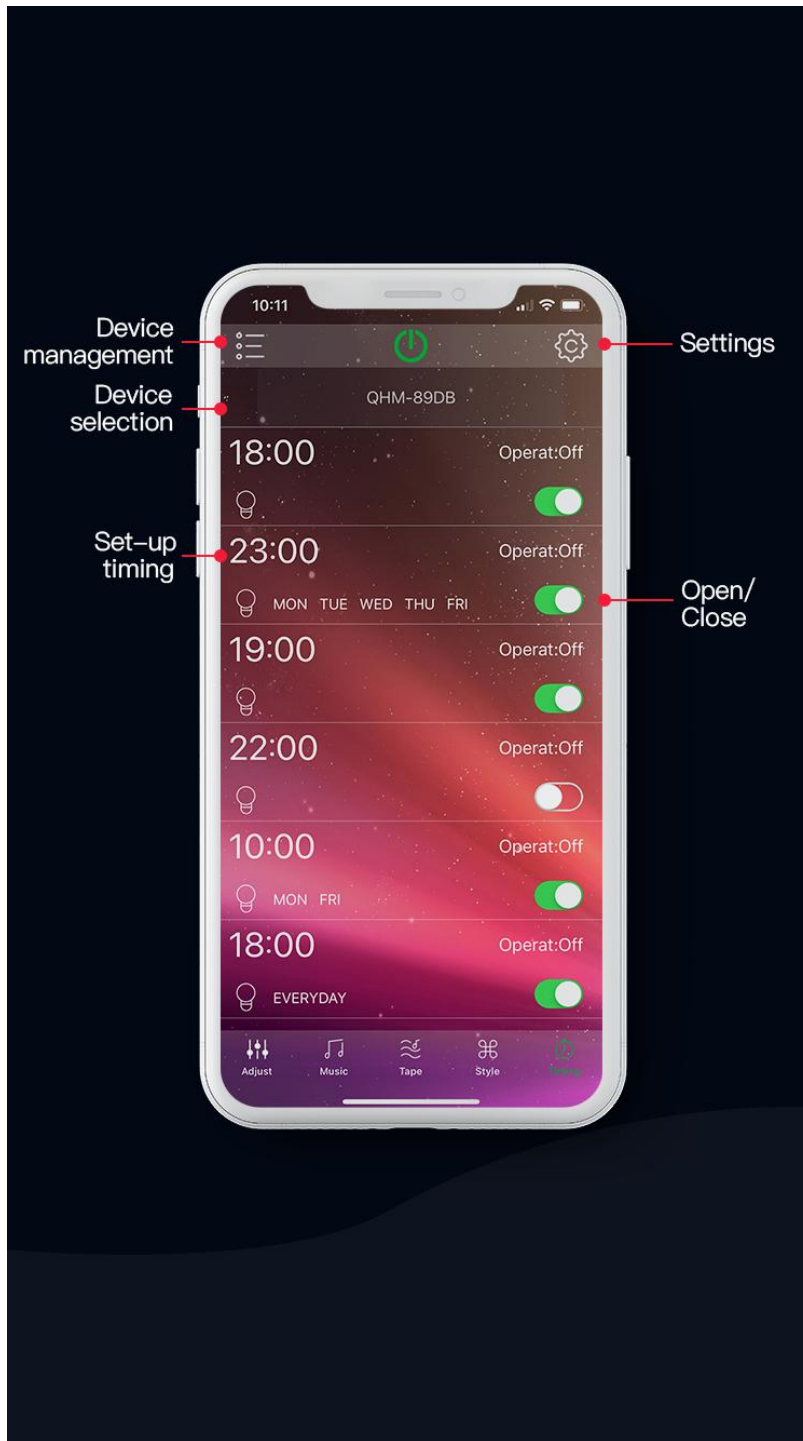 10:11
Device
management
Settings
Device
selection
QHM-89DB
18:00
Operat:Off
Set-up
timing
23:00
Operat:Off
MON TUE WED THU FRI
Open/
Close
19:00
Operat:Off
22:00
Operat:Off
10:00
Operat:Off
MON FRI
18:00
Operat:Off
EVERYDAY
Adjust
Music
Tape
Style
Timing